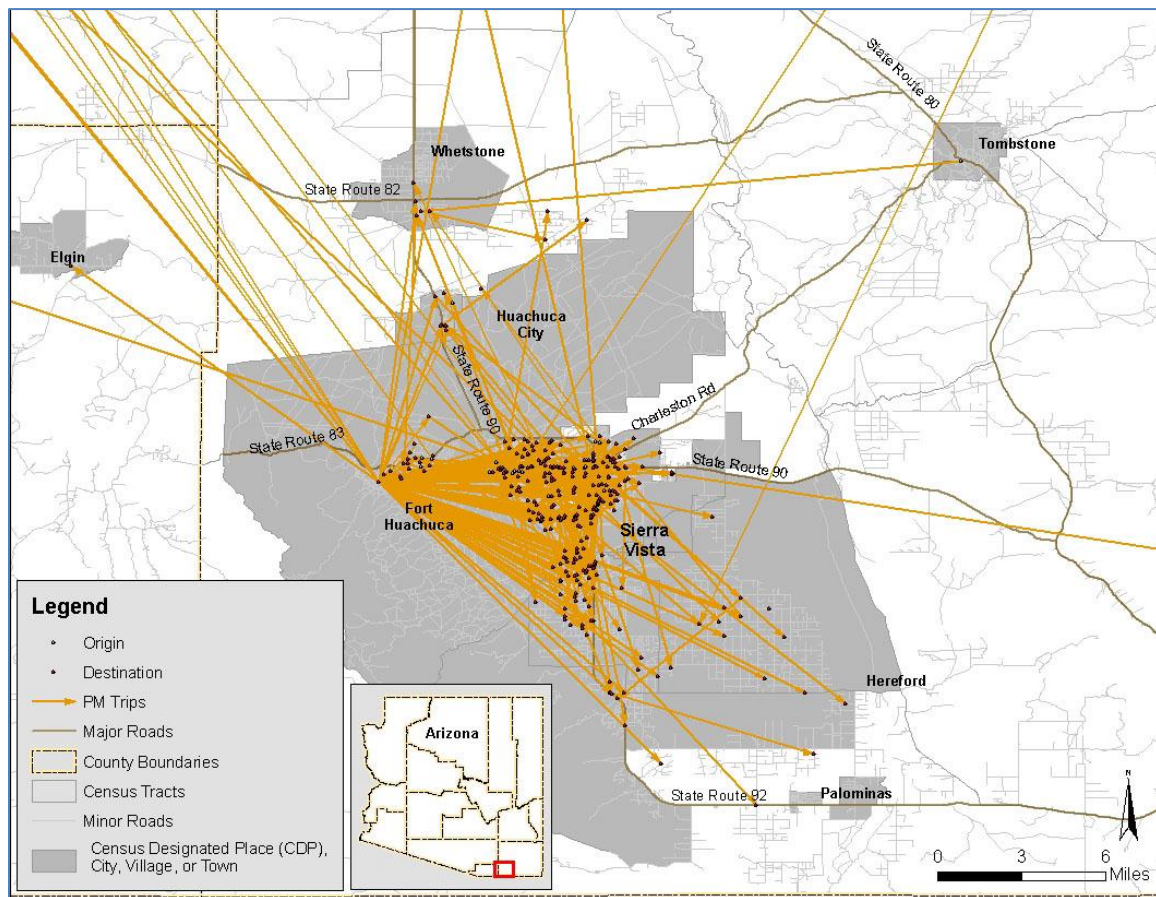 State Route 80
Whetstone
Tombstone
State Route 82
Elgin
Huachuca
City
State Route 90
Charleston Rd
State Route 83
State Route 90
Fort
Huachuca
Sierra
Vista
Hereford
Palominas
State Route 92
Legend
Origin
Destination
PM Trips
Major Roads
County Boundaries
Census Tracts
Minor Roads
Census Designated Place (CDP),
City, Village, or Town
Arizona
N
0 3 6
Miles